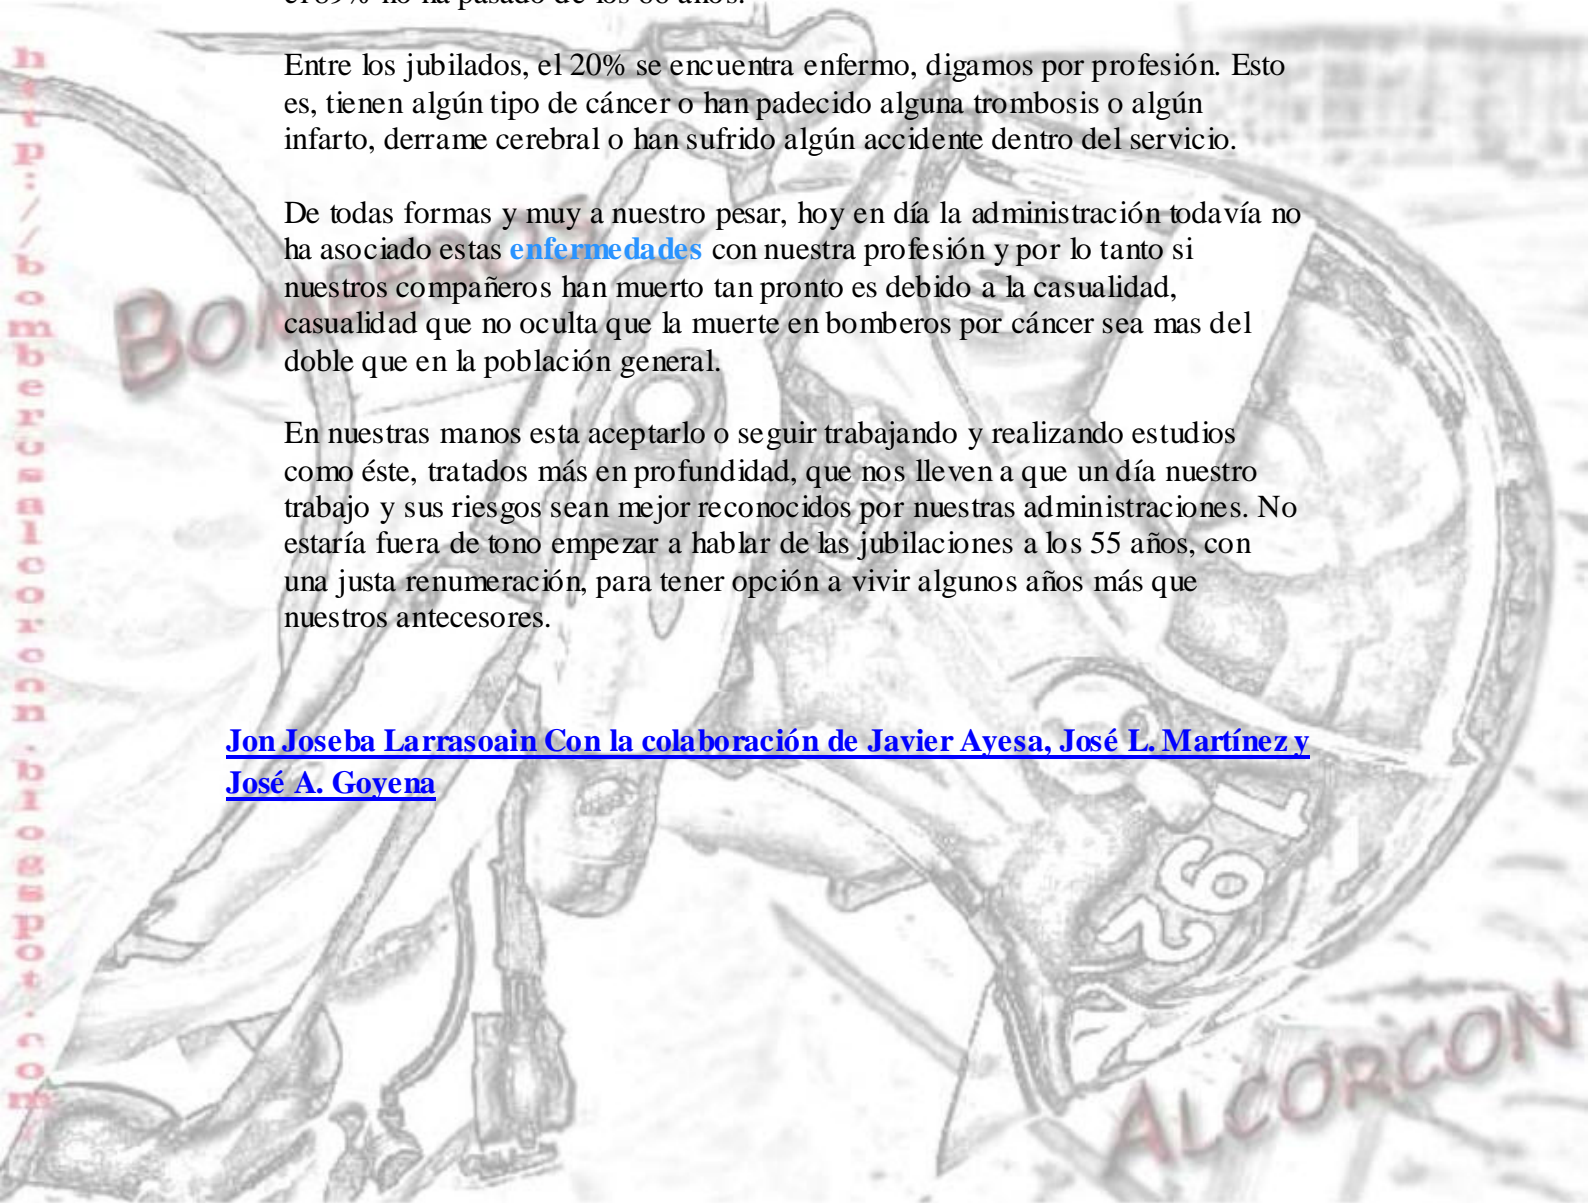 Entre los jubilados, el 20% se encuentra enfermo, digamos por profesión. Esto
es, tienen algún tipo de cáncer o han padecido alguna trombosis o algún
infarto, derrame cerebral o han sufrido algún accidente dentro del servicio.
De todas formas y muy a nuestro pesar, hoy en día la administración todavía no
ha asociado estas enfermedades con nuestra profesión y por lo tanto si
nuestros compañeros han muerto tan pronto es debido a la casualidad,
casualidad que no oculta que la muerte en bomberos por cáncer sea mas del
doble que en la población general.
En nuestras manos esta aceptarlo o seguir trabajando y realizando estudios
como éste, tratados más en profundidad, que nos lleven a que un día nuestro
trabajo y sus riesgos sean mejor reconocidos por nuestras administraciones. No
estaría fuera de tono empezar a hablar de las jubilaciones a los 55 años, con
una justa renumeración, para tener opción a vivir algunos años más que
nuestros antecesores.
Jon Joseba Larrasoain Con la colaboración de Javier Ayesa, José L. Martínez y
José A. Goyena
http://bomberosalcorcon.blogspot.com/
BOMBEROS
192
ALCORCON